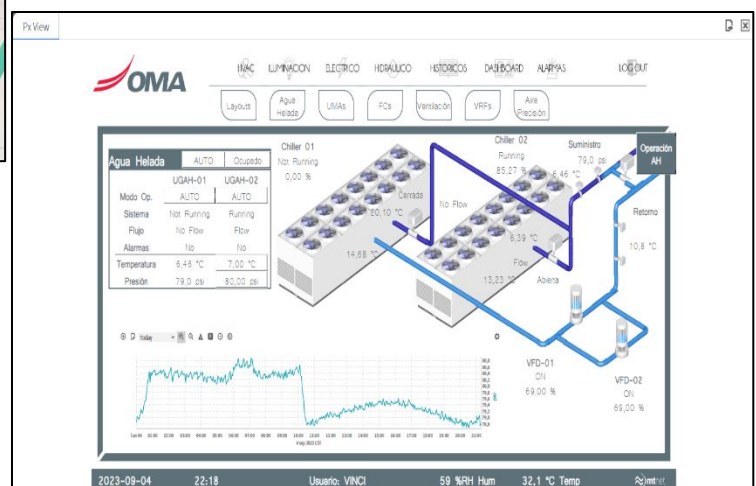 Px View
OMA
HVAC ILUMINACION ELECTRICO HIDRAULICO HISTORICOS DASHBOARD ALARMAS LOG OUT
Layouts Agua Helada UMAs FCs Ventilación VRFs Aire Precisión
Agua Helada AUTO Ocupado
UGAH-01 UGAH-02
Modo Op. AUTO AUTO
Sistema Not Running Running
Flujo No Flow Flow
Alarmas No No
Temperatura 6,46 °C 7,00 °C
Presión 79,0 psi 80,00 psi
Chiller 01
Not Running
0,00 %
Cerrada
20,10 °C
14,68 °C
No Flow
Chiller 02
Running
85,27 %
6,39 °C
Flow
13,23 °C
Abierta
Suministro
79,0 psi
6,46 °C
Operación AH
Retorno
10,8 °C
VFD-01
ON
69,00 %
VFD-02
ON
69,00 %
today
2023-09-04 22:18 Usuario: VINCI 59 %RH Hum 32,1 °C Temp mtnet